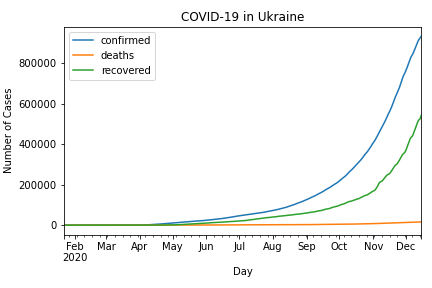 COVID-19 in Ukraine
confirmed
deaths
recovered
Number of Cases
800000
600000
400000
200000
0
Feb Mar Apr May Jun Jul Aug Sep Oct Nov Dec
2020
Day